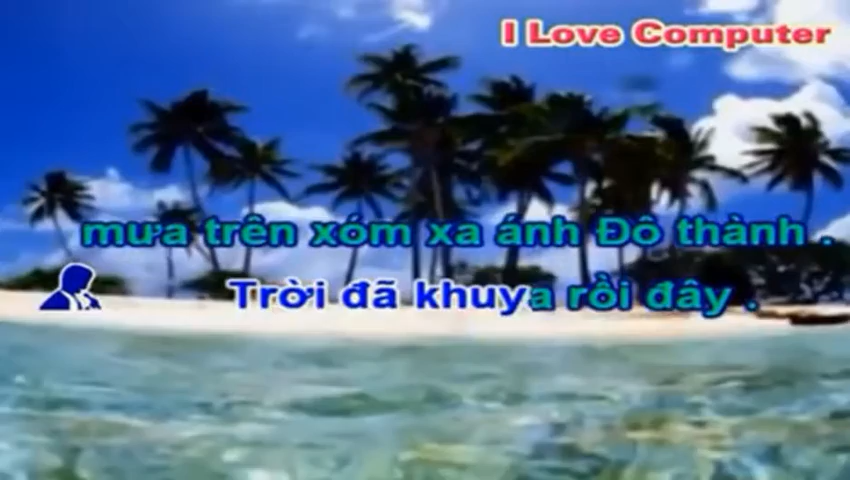 I Love Computer
mưa trên xóm xa ánh Đô thành .
Trời đã khuya rồi đây .